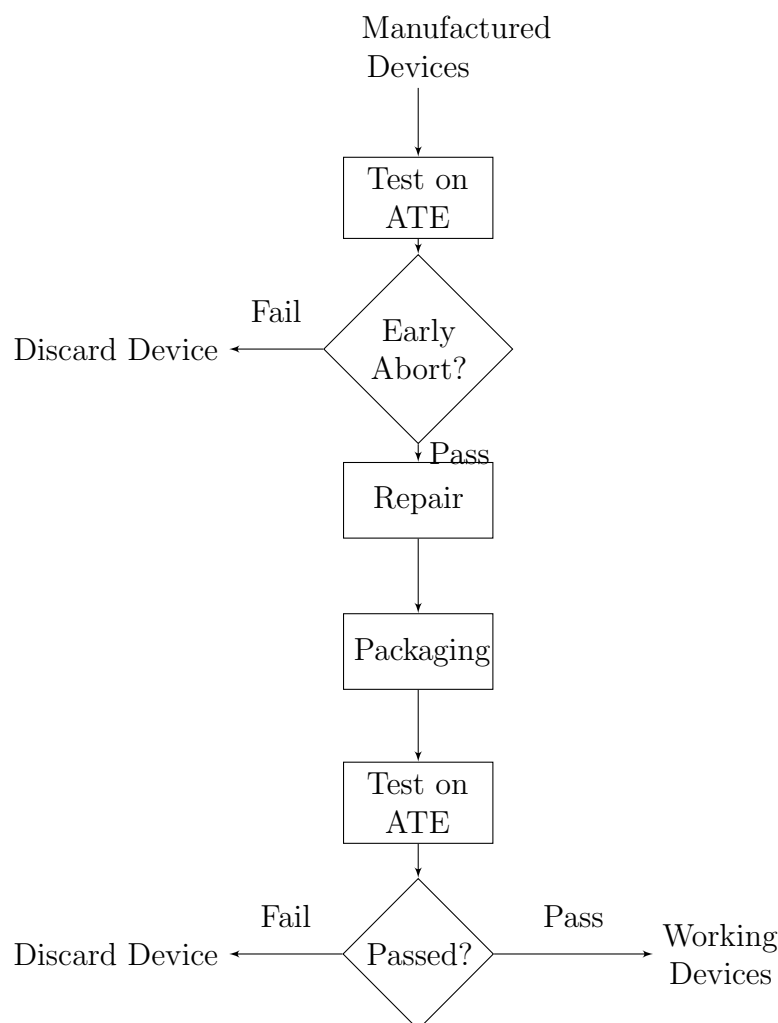 Manufactured
Devices
Test on
ATE
Fail
Early
Abort?
Discard Device
Pass
Repair
Packaging
Test on
ATE
Fail
Pass
Discard Device
Passed?
Working
Devices